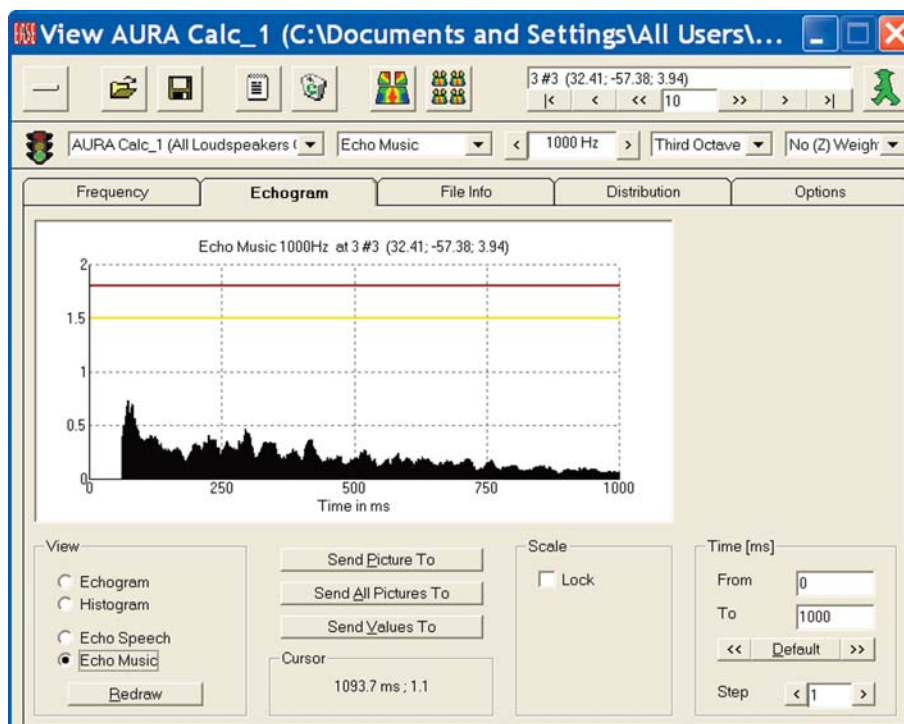 EASE View AURA Calc_1 (C:\Documents and Settings\All Users\...
3 #3 (32.41; -57.38; 3.94)
|< < << 10 >> > >|
AURA Calc_1 (All Loudspeakers ( Echo Music < 1000 Hz > Third Octave No (Z) Weigh
Frequency Echogram File Info Distribution Options
Echo Music 1000Hz at 3 #3 (32.41; -57.38; 3.94)
2
1.5
1
0.5
0
0 250 500 750 1000
Time in ms
View
Echogram
Histogram
Echo Speech
Echo Music
Redraw
Send Picture To
Send All Pictures To
Send Values To
Cursor
1093.7 ms ; 1.1
Scale
Lock
Time [ms]
From 0
To 1000
<< Default >>
Step < 1 >